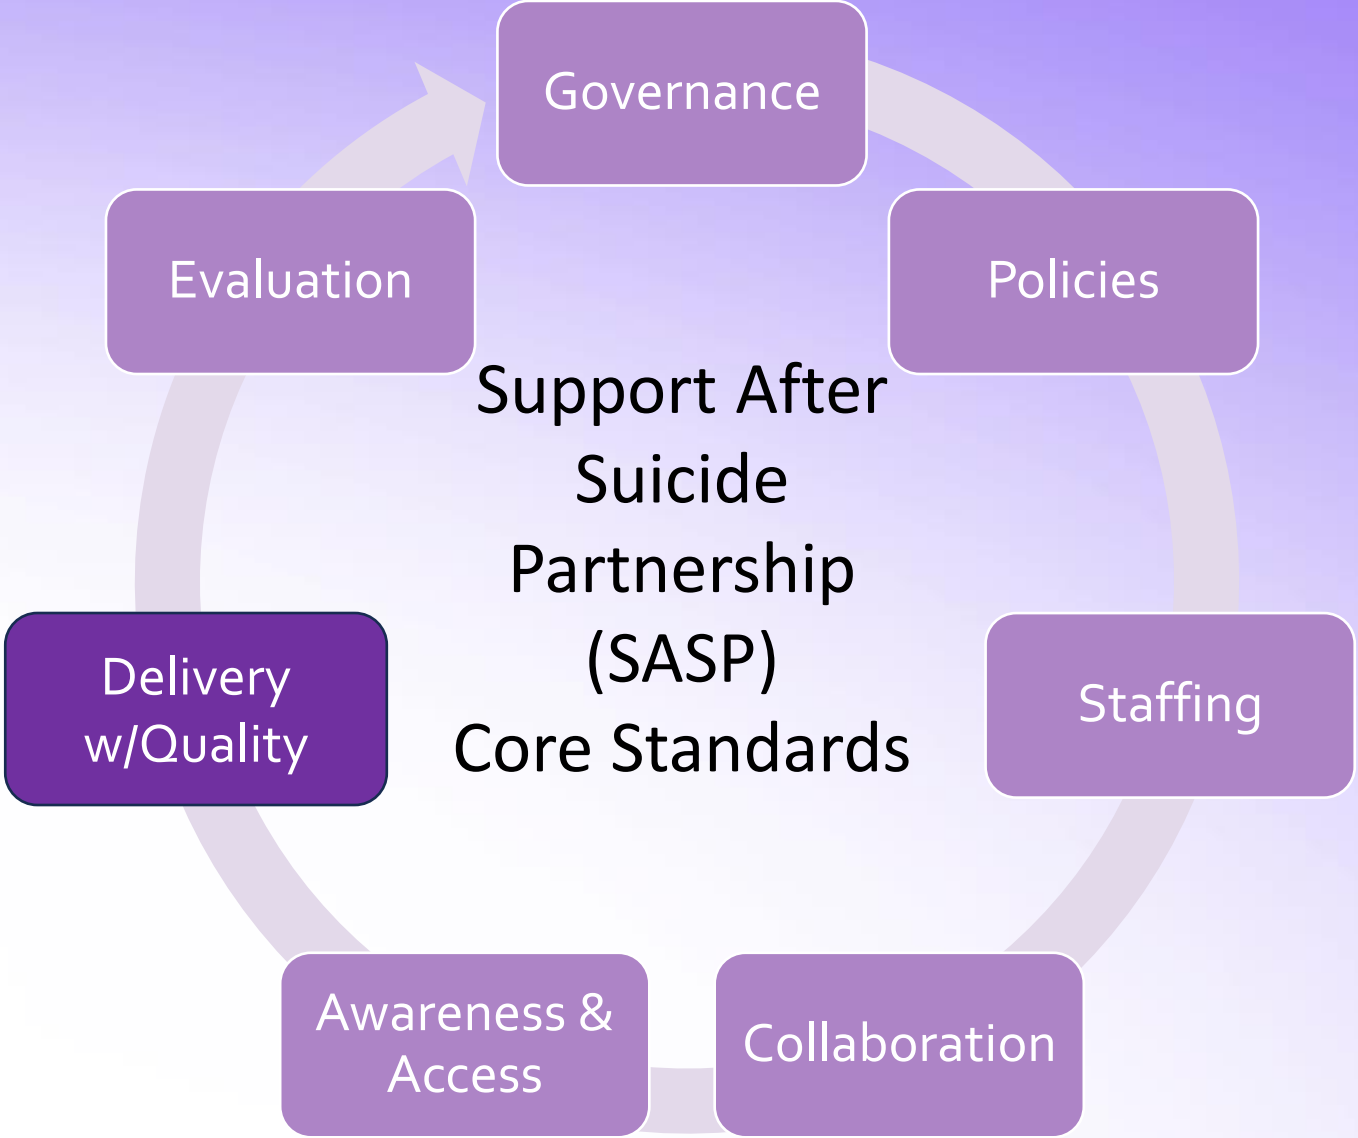 Governance
Policies
Staffing
Collaboration
Awareness &
Access
Delivery
w/Quality
Evaluation
Support After
Suicide
Partnership
(SASP)
Core Standards